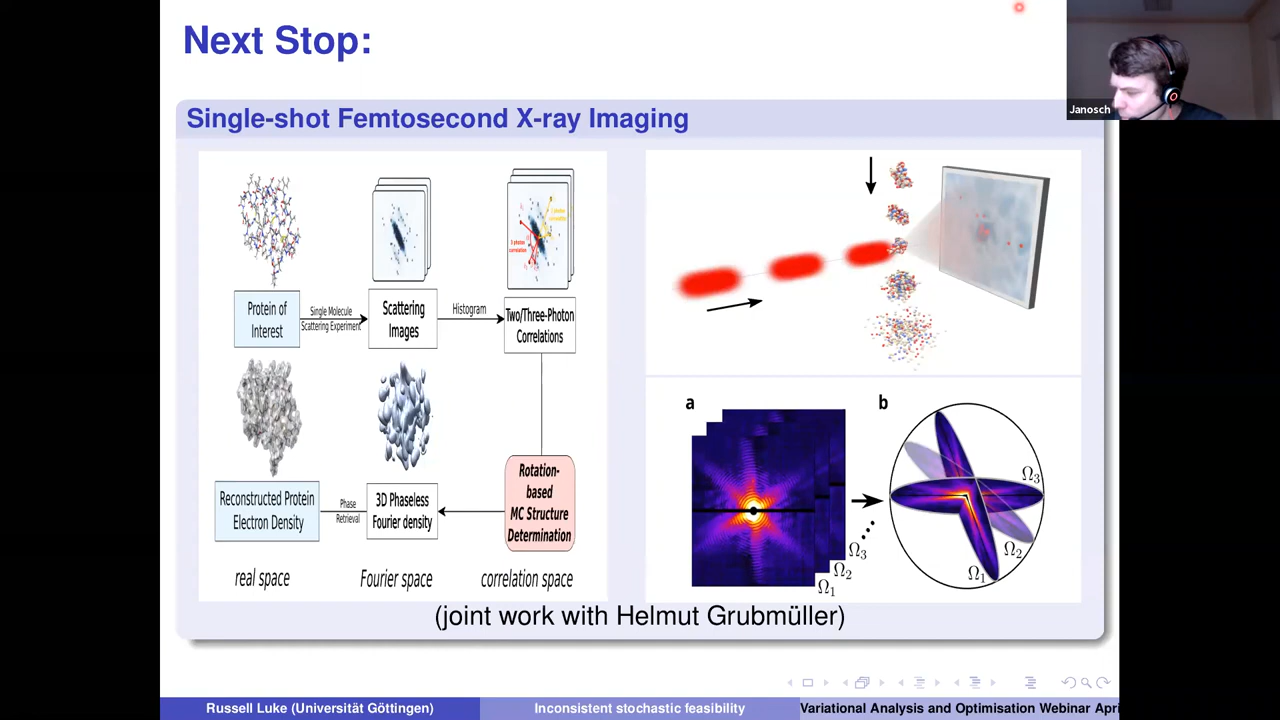 Next Stop:
Janosch
Single-shot Femtosecond X-ray Imaging
3 photons
correlation
Protein of
Interest
Single Molecule
Scattering Experiment
Scattering
Images
Histogram
Two/Three-Photon
Correlations
Reconstructed Protein
Electron Density
Phase
Retrieval
3D Phaseless
Fourier density
Rotation-
based
MC Structure
Determination
real space
Fourier space
correlation space
a
b
Ω3
Ω2
Ω1
Ω3
Ω2
Ω1
(joint work with Helmut Grubmüller)
Russell Luke (Universität Göttingen)
Inconsistent stochastic feasibility
Variational Analysis and Optimisation Webinar Apri